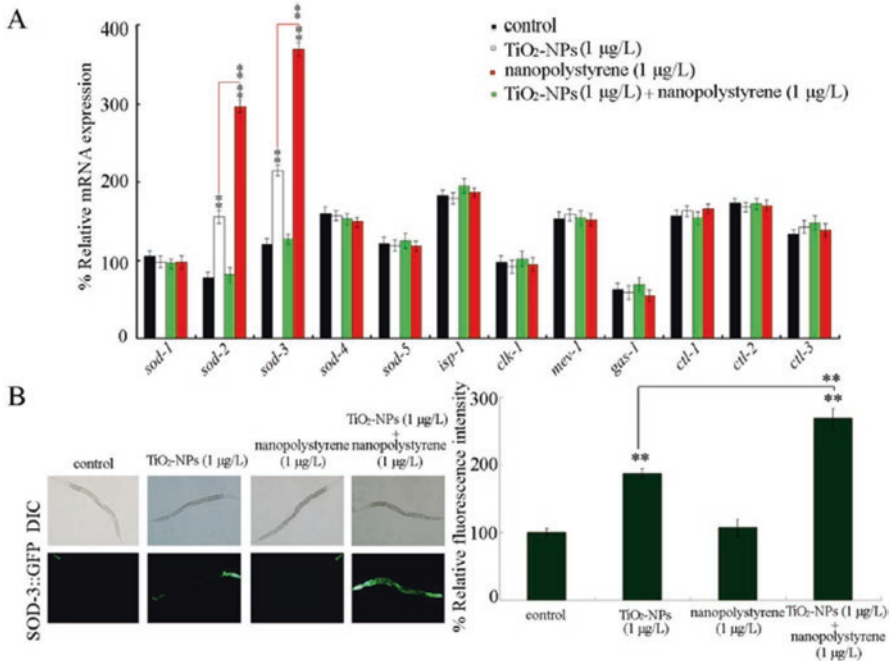 A
400
300
200
100
0
% Relative mRNA expression
control
TiO₂-NPs (1 μg/L)
nanopolystyrene (1 μg/L)
TiO₂-NPs (1 μg/L) + nanopolystyrene (1 μg/L)
** ** ** **
** **
** **
sod-1 sod-2 sod-3 sod-4 sod-5 isp-1 clk-1 mev-1 gas-1 ctl-1 ctl-2 ctl-3
B
control
TiO₂-NPs (1 μg/L)
nanopolystyrene
(1 μg/L)
TiO₂-NPs (1 μg/L)
+
nanopolystyrene
(1 μg/L)
DIC
SOD-3::GFP
% Relative fluorescence intensity
300
200
100
0
**
**
**
control
TiO₂-NPs
(1 μg/L)
nanopolystyrene
(1 μg/L)
TiO₂-NPs (1 μg/L)
+
nanopolystyrene
(1 μg/L)